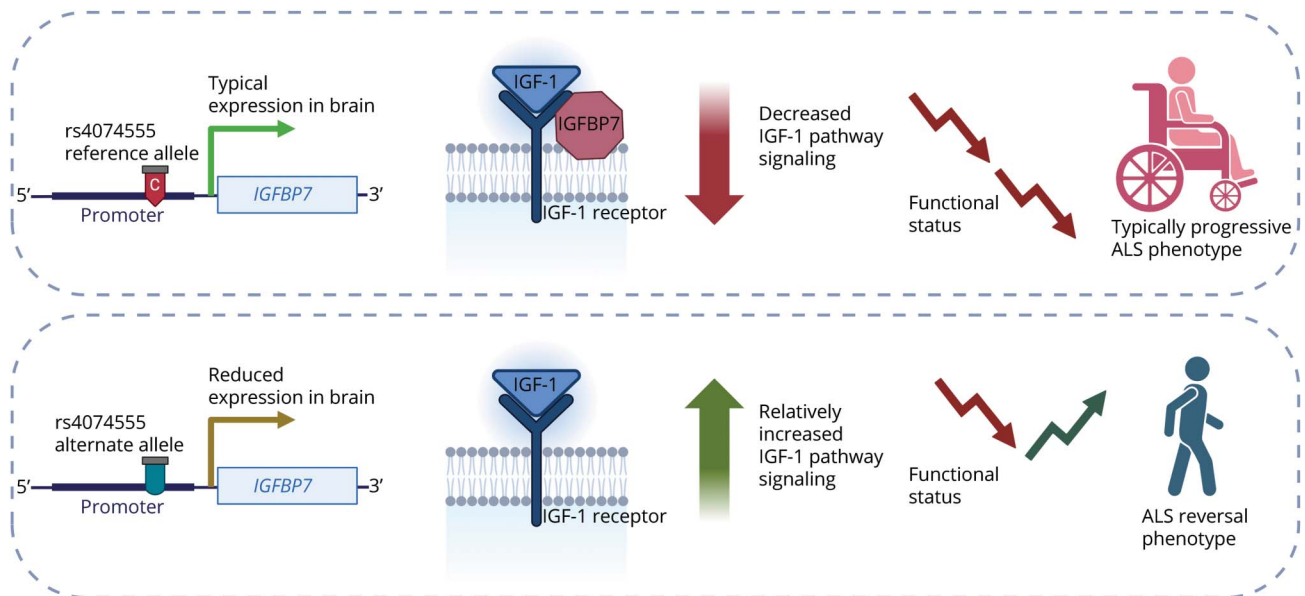 Typical
expression in brain
rs4074555
reference allele
C
5’
IGFBP7
3’
Promoter
IGF-1
IGFBP7
IGF-1 receptor
Decreased
IGF-1 pathway
signaling
Functional
status
Typically progressive
ALS phenotype
Reduced
expression in brain
rs4074555
alternate allele
5’
IGFBP7
3’
Promoter
IGF-1
IGF-1 receptor
Relatively
increased
IGF-1 pathway
signaling
Functional
status
ALS reversal
phenotype